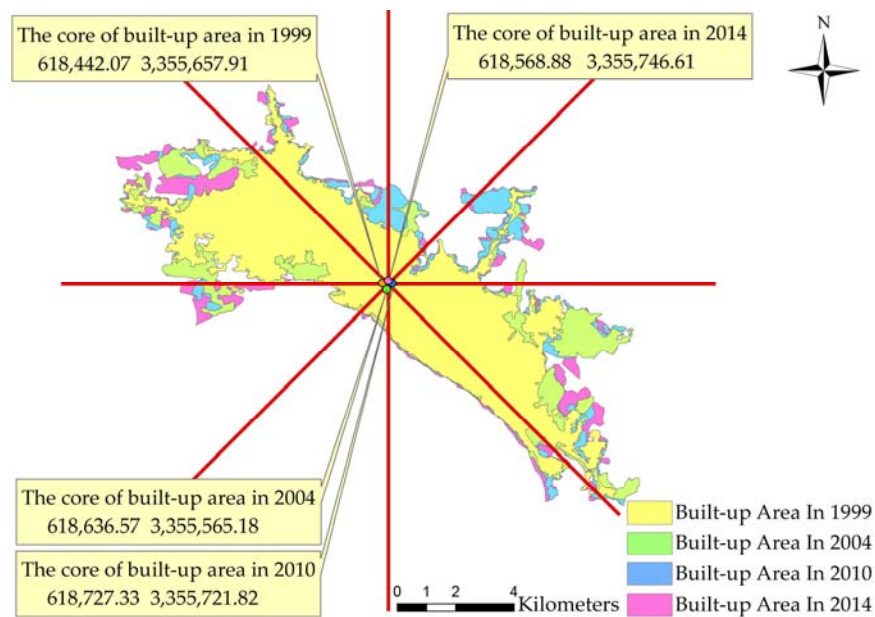 The core of built-up area in 1999
618,442.07 3,355,657.91
The core of built-up area in 2014
618,568.88 3,355,746.61
N
The core of built-up area in 2004
618,636.57 3,355,565.18
The core of built-up area in 2010
618,727.33 3,355,721.82
0 1 2 4
Kilometers
Built-up Area In 1999
Built-up Area In 2004
Built-up Area In 2010
Built-up Area In 2014